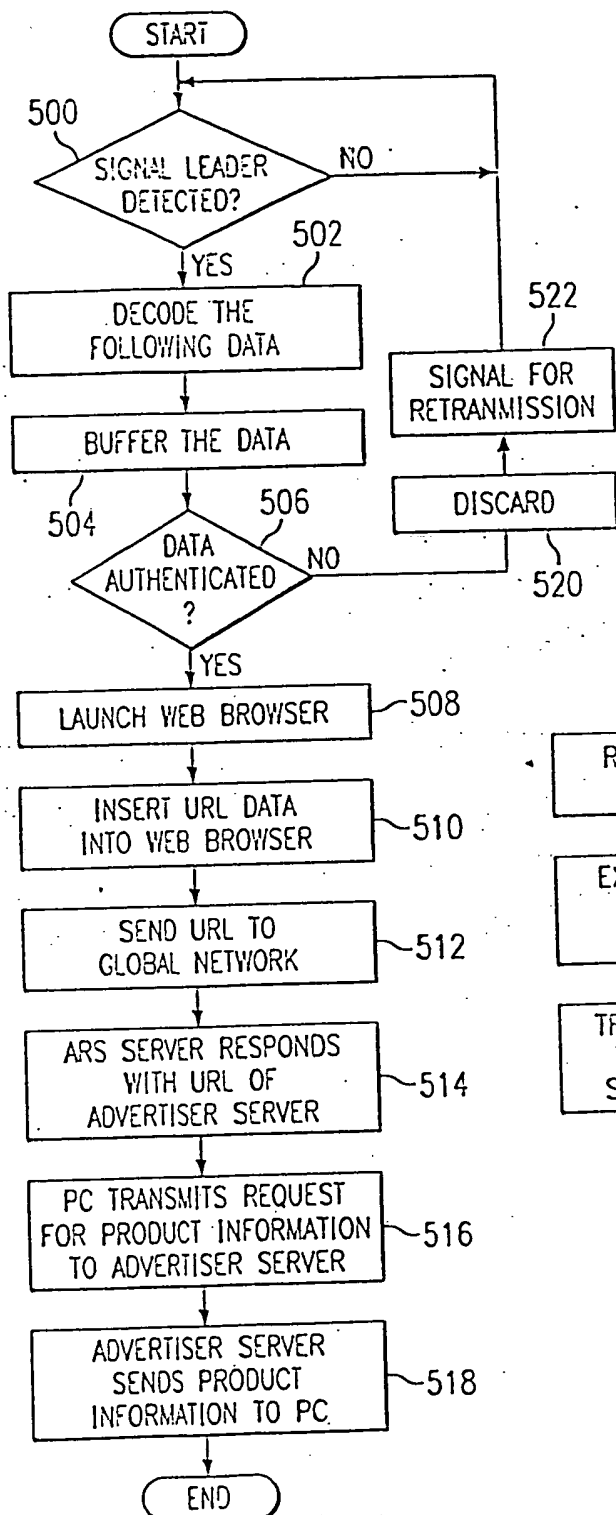 START
500
SIGNAL LEADER
DETECTED?
NO
YES
502
DECODE THE
FOLLOWING DATA
522
SIGNAL FOR
RETRANMISSION
BUFFER THE DATA
504
506
DISCARD
520
DATA
AUTHENTICATED
?
NO
YES
LAUNCH WEB BROWSER
508
INSERT URL DATA
INTO WEB BROWSER
510
SEND URL TO
GLOBAL NETWORK
512
ARS SERVER RESPONDS
WITH URL OF
ADVERTISER SERVER
514
PC TRANSMITS REQUEST
FOR PRODUCT INFORMATION
TO ADVERTISER SERVER
516
ADVERTISER SERVER
SENDS PRODUCT
INFORMATION TO PC
518
END